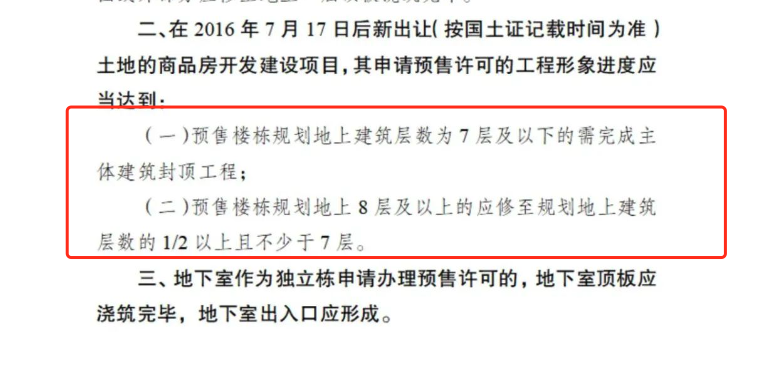 二、在 2016 年 7 月 17 日后新出让（按国土证记载时间为准）
土地的商品房开发建设项目，其申请预售许可的工程形象进度应
当达到：
（一）预售楼栋规划地上建筑层数为 7 层及以下的需完成主
体建筑封顶工程；
（二）预售楼栋规划地上 8 层及以上的应修至规划地上建筑
层数的 1/2 以上且不少于 7 层。
三、地下室作为独立栋申请办理预售许可的，地下室顶板应
浇筑完毕，地下室出入口应形成。